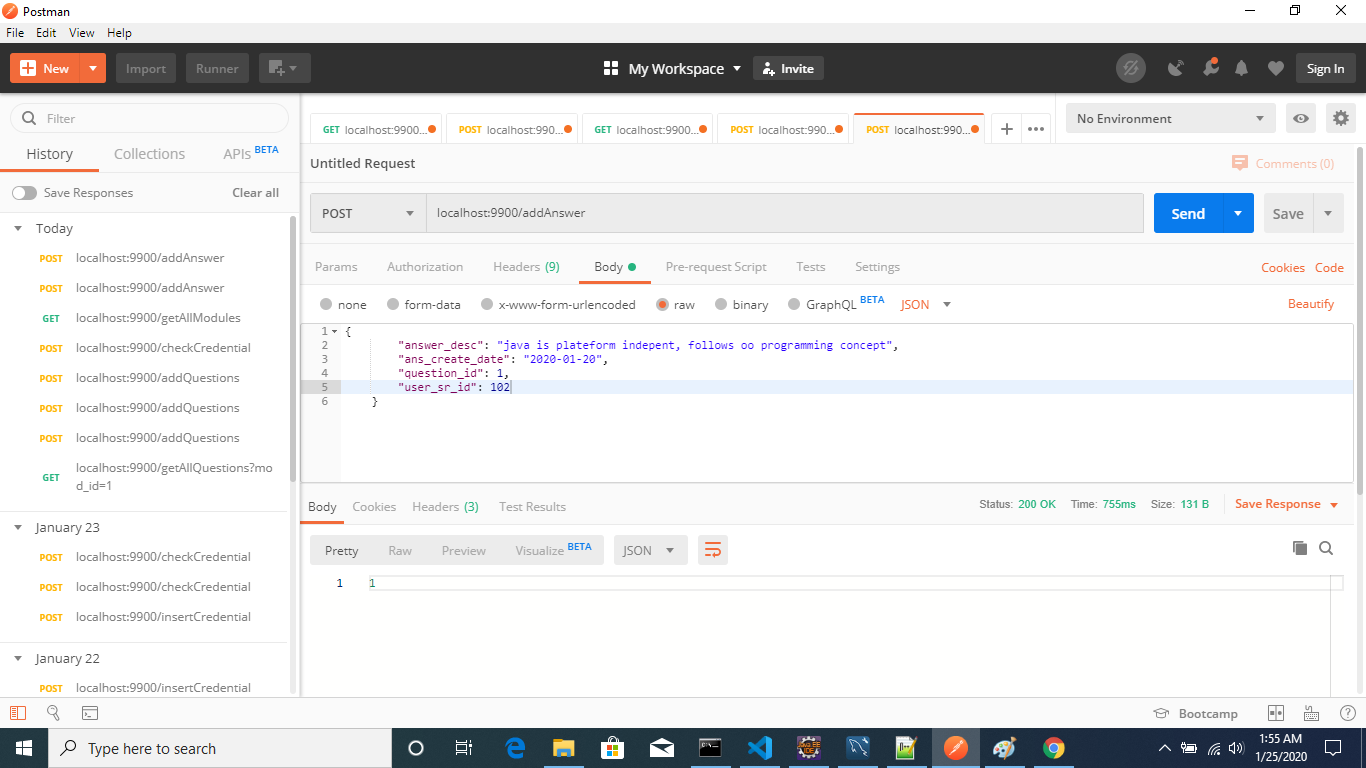 Postman
File Edit View Help
New Import Runner My Workspace Invite Sign In
Filter
History Collections APIs BETA
Save Responses Clear all
Today
POST localhost:9900/addAnswer
POST localhost:9900/addAnswer
GET localhost:9900/getAllModules
POST localhost:9900/checkCredential
POST localhost:9900/addQuestions
POST localhost:9900/addQuestions
POST localhost:9900/addQuestions
GET localhost:9900/getAllQuestions?mo
d_id=1
January 23
POST localhost:9900/checkCredential
POST localhost:9900/checkCredential
POST localhost:9900/insertCredential
January 22
POST localhost:9900/insertCredential
GET localhost:9900... POST localhost:990... GET localhost:9900... POST localhost:990... POST localhost:990... + ••• No Environment
Untitled Request Comments (0)
POST localhost:9900/addAnswer Send Save
Params Authorization Headers (9) Body Pre-request Script Tests Settings Cookies Code
none form-data x-www-form-urlencoded raw binary GraphQL BETA JSON Beautify
1 {
2 "answer_desc": "java is plateform indepent, follows oo programming concept",
3 "ans_create_date": "2020-01-20",
4 "question_id": 1,
5 "user_sr_id": 102
6 }
Body Cookies Headers (3) Test Results Status: 200 OK Time: 755ms Size: 131 B Save Response
Pretty Raw Preview Visualize BETA JSON
1 1
Bootcamp ?
Type here to search
1:55 AM
1/25/2020